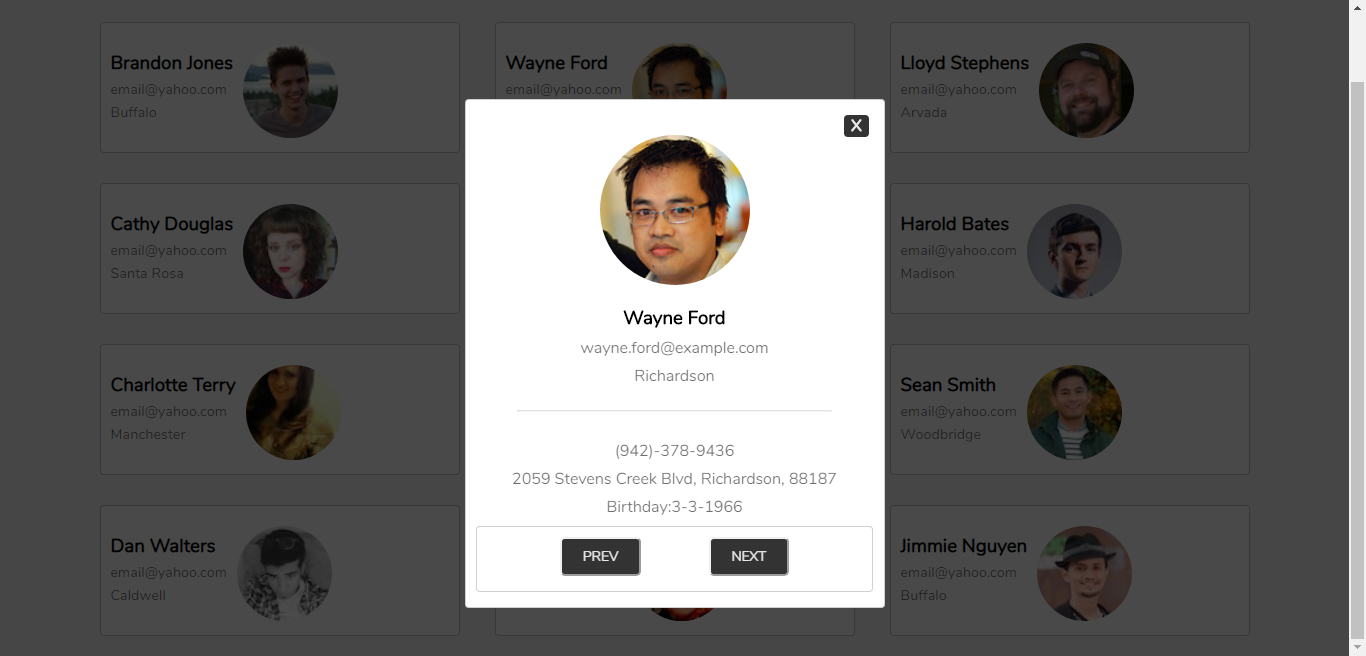 Brandon Jones
email@yahoo.com
Buffalo
Wayne Ford
email@yahoo.com
Lloyd Stephens
email@yahoo.com
Arvada
Cathy Douglas
email@yahoo.com
Santa Rosa
Harold Bates
email@yahoo.com
Madison
Charlotte Terry
email@yahoo.com
Manchester
Sean Smith
email@yahoo.com
Woodbridge
Dan Walters
email@yahoo.com
Caldwell
Jimmie Nguyen
email@yahoo.com
Buffalo
X
Wayne Ford
wayne.ford@example.com
Richardson
(942)-378-9436
2059 Stevens Creek Blvd, Richardson, 88187
Birthday:3-3-1966
PREV NEXT